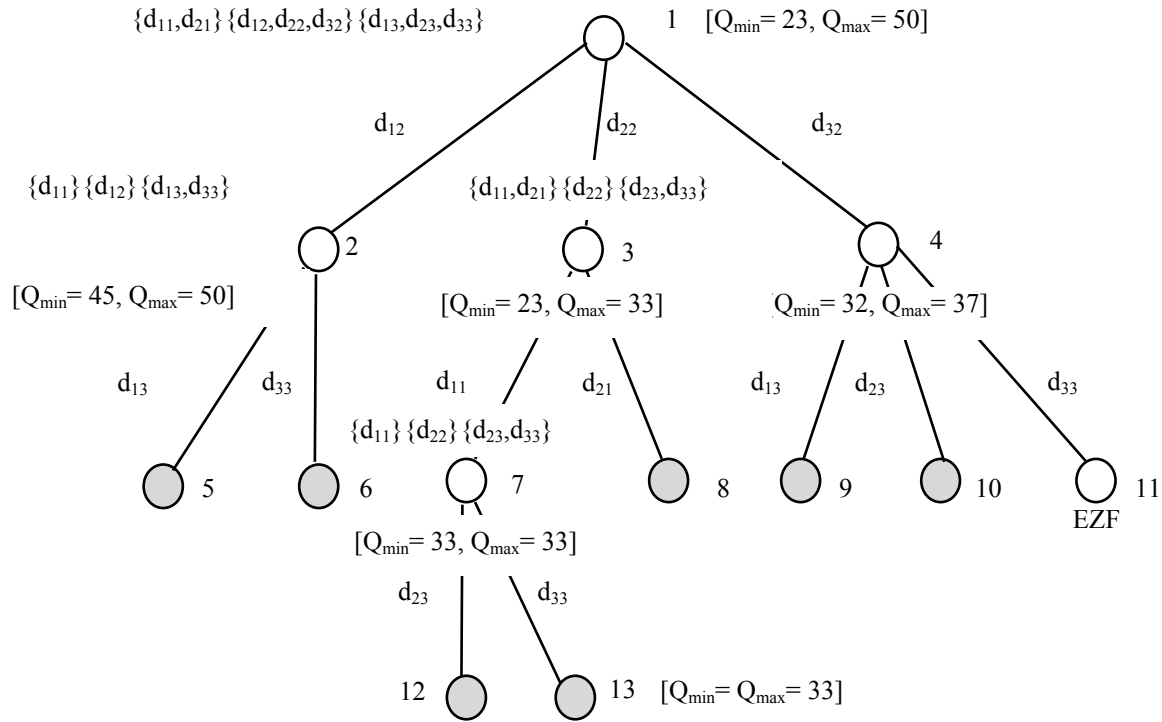 {d₁₁,d₂₁}{d₁₂,d₂₂,d₃₂}{d₁₃,d₂₃,d₃₃} 1 [Qₘᵢₙ= 23, Qₘₐₓ= 50]
d₁₂ d₂₂ d₃₂
{d₁₁}{d₁₂}{d₁₃,d₃₃} {d₁₁,d₂₁}{d₂₂}{d₂₃,d₃₃}
2 3 4
[Qₘᵢₙ= 45, Qₘₐₓ= 50] [Qₘᵢₙ= 23, Qₘₐₓ= 33] Qₘᵢₙ= 32, Qₘₐₓ= 37]
d₁₃ d₃₃ d₁₁ d₂₁ d₁₃ d₂₃ d₃₃
{d₁₁}{d₂₂}{d₂₃,d₃₃}
5 6 7 8 9 10 11
EZF
[Qₘᵢₙ= 33, Qₘₐₓ= 33]
d₂₃ d₃₃
12 13 [Qₘᵢₙ= Qₘₐₓ= 33]